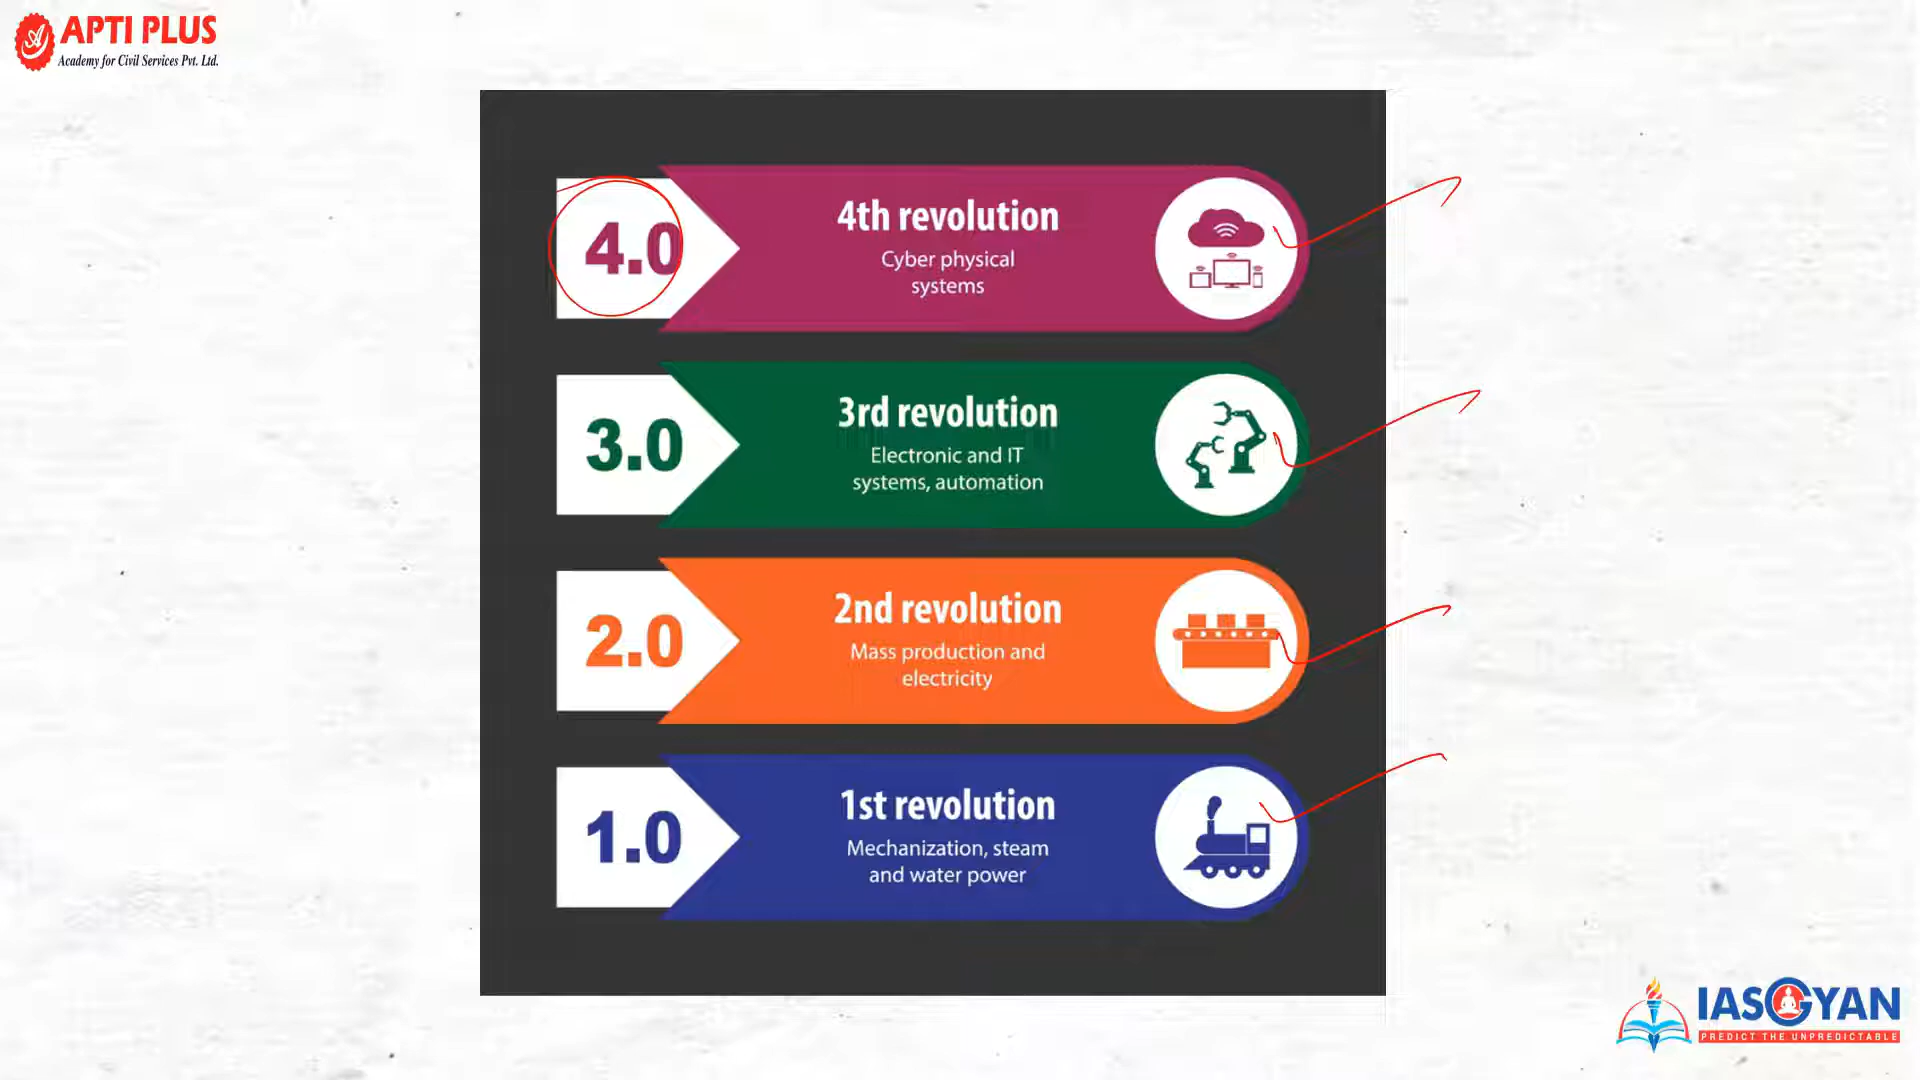 APTI PLUS
Academy for Civil Services Pvt. Ltd.
4.0
4th revolution
Cyber physical
systems
3.0
3rd revolution
Electronic and IT
systems, automation
2.0
2nd revolution
Mass production and
electricity
1.0
1st revolution
Mechanization, steam
and water power
IASGYAN
PREDICT THE UNPREDICTABLE